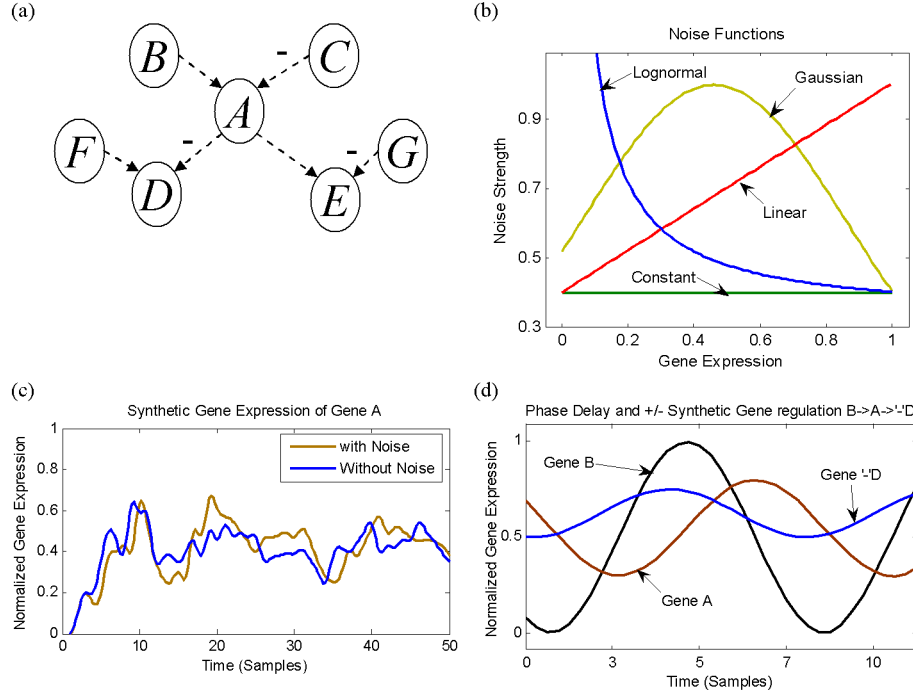 (a)
B
C
-
A
F
-
-
G
D
E
(b)
Noise Functions
Lognormal
Gaussian
Linear
Constant
0.9
0.7
0.5
0.3
Noise Strength
0
0.2
0.4
0.6
0.8
1
Gene Expression
(c)
Synthetic Gene Expression of Gene A
with Noise
Without Noise
1
0.8
0.6
0.4
0.2
0
Normalized Gene Expression
0
10
20
30
40
50
Time (Samples)
(d)
Phase Delay and +/- Synthetic Gene regulation B->A->'-'D
Gene B
Gene '-'D
Gene A
1
0.5
0
Normalized Gene Expression
0
3
5
7
10
Time (Samples)